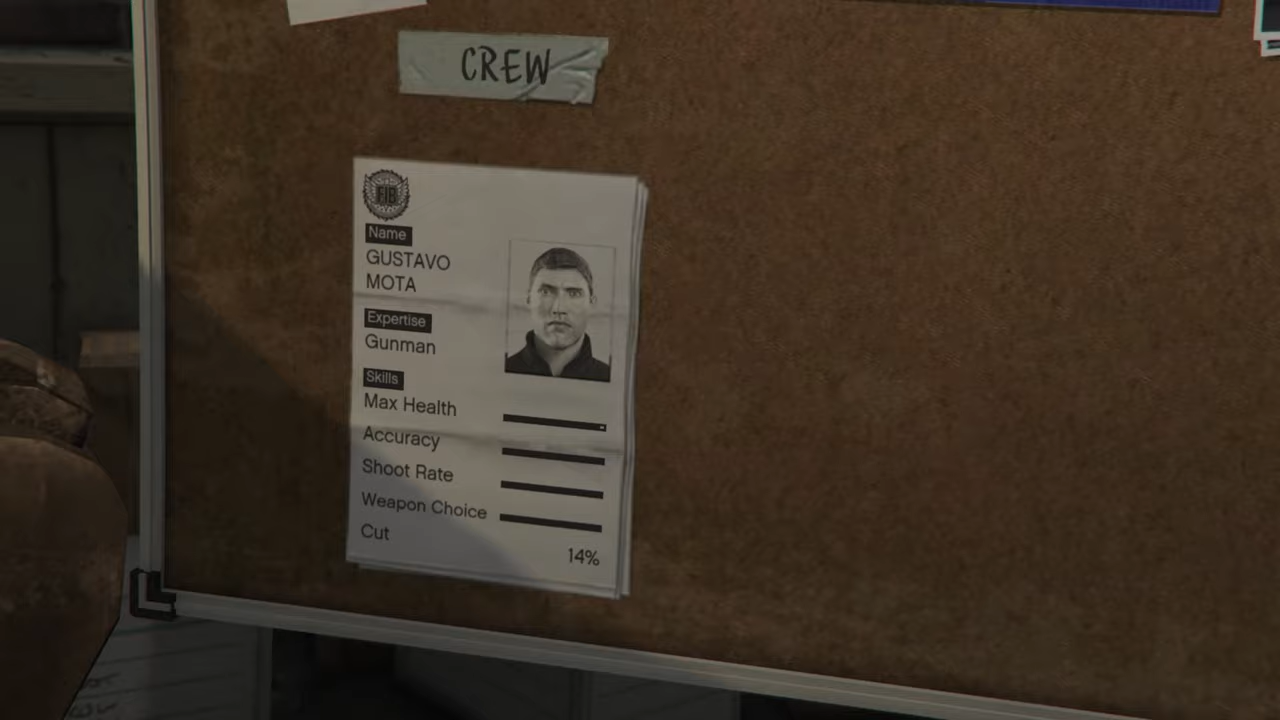 CREW
FIB
Name
GUSTAVO
MOTA
Expertise
Gunman
Skills
Max Health
Accuracy
Shoot Rate
Weapon Choice
Cut
14%